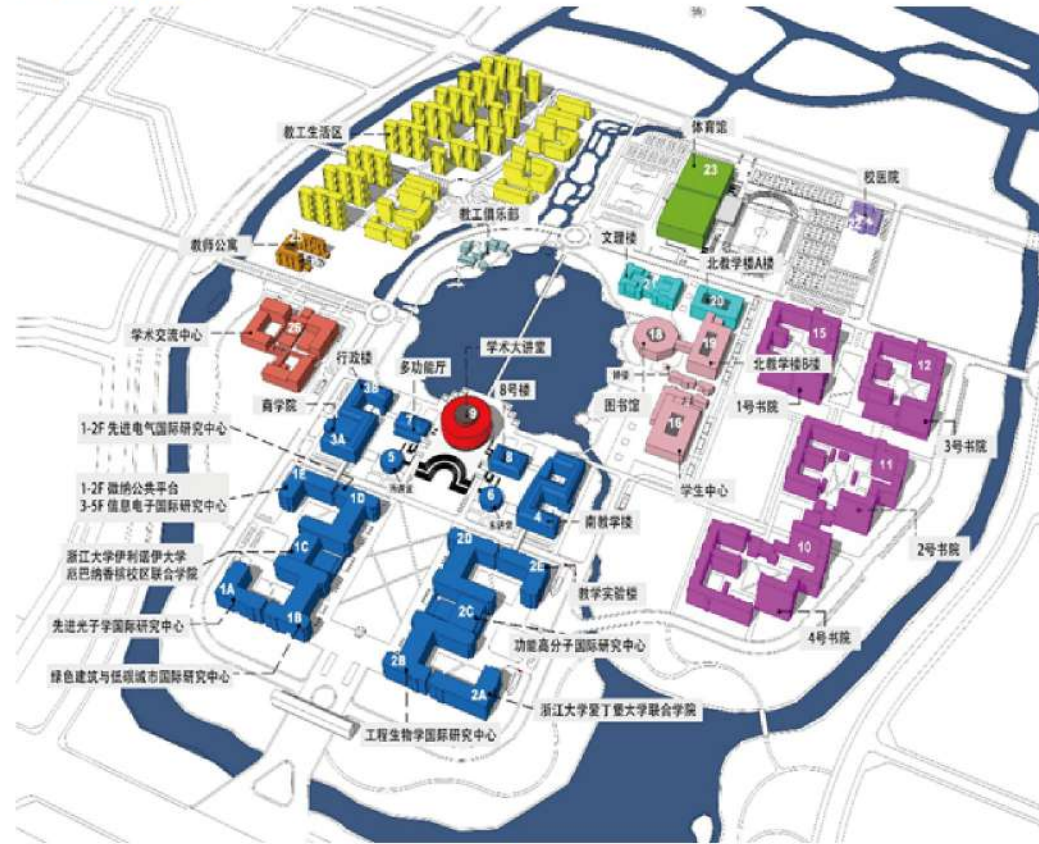 体育馆
23
教工生活区
校医院
教工俱乐部
文理楼
教师公寓
北教学楼A楼
21
20
学术交流中心
26
18
19
15
12
行政楼
多功能厅
学术大讲堂
钟楼
北教学楼B楼
8号楼
3B
9
1号书院
图书馆
商学院
7
16
3号书院
1-2F 先进电气国际研究中心
3A
5
8
11
学生中心
1E
6
1-2F 微纳公共平台
3-5F 信息电子国际研究中心
1D
4
南教学楼
2号书院
1C
2D
10
浙江大学伊利诺伊大学
厄巴纳香槟校区联合学院
2E
教学实验楼
1A
2C
4号书院
先进光子学国际研究中心
1B
功能高分子国际研究中心
绿色建筑与低碳城市国际研究中心
2B
2A
浙江大学爱丁堡大学联合学院
工程生物学国际研究中心